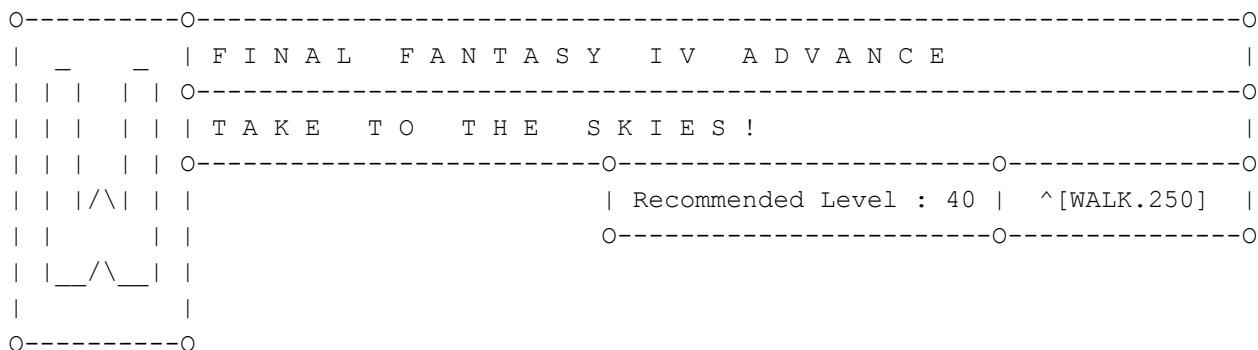 FINAL FANTASY IV ADVANCE
TAKE TO THE SKIES!
Recommended Level : 40 | ^[WALK.250]